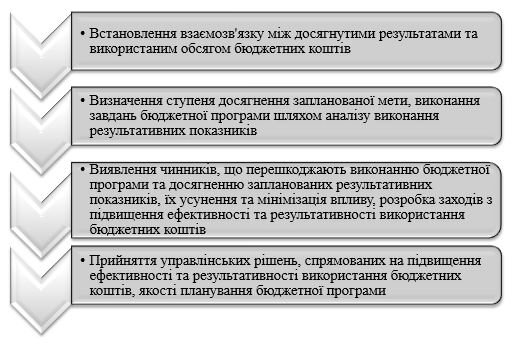 • Встановлення взаємозв'язку між досягнутими результатами та
використаним обсягом бюджетних коштів
• Визначення ступеня досягнення запланованої мети, виконання
завдань бюджетної програми шляхом аналізу виконання
результативних показників
• Виявлення чинників, що перешкоджають виконанню бюджетної
програми та досягненню запланованих результативних
показників, їх усунення та мінімізація впливу, розробка заходів з
підвищення ефективності та результативності використання
бюджетних коштів
• Прийняття управлінських рішень, спрямованих на підвищення
ефективності та результативності використання бюджетних
коштів, якості планування бюджетної програми